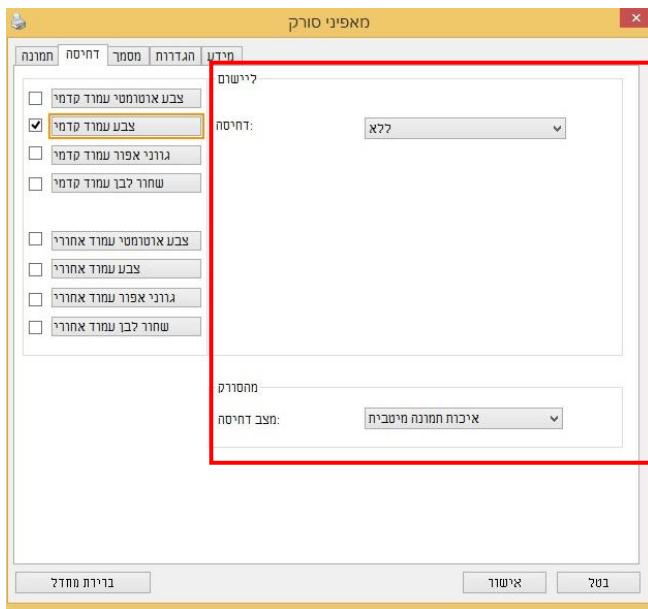 מאפיני סורק
תמונה
דחיסה
מסמך
הגדרות
מידע
צבע אוטומטי עמוד קדמי
צבע עמוד קדמי
גווני אפור עמוד קדמי
שחור לבן עמוד קדמי
צבע אוטומטי עמוד אחורי
צבע עמוד אחורי
גווני אפור עמוד אחורי
שחור לבן עמוד אחורי
ליישום
דחיסה:
ללא
מהסורק
מצב דחיסה:
איכות תמונה מיטבית
ברירת מחדל
אישור
בטל